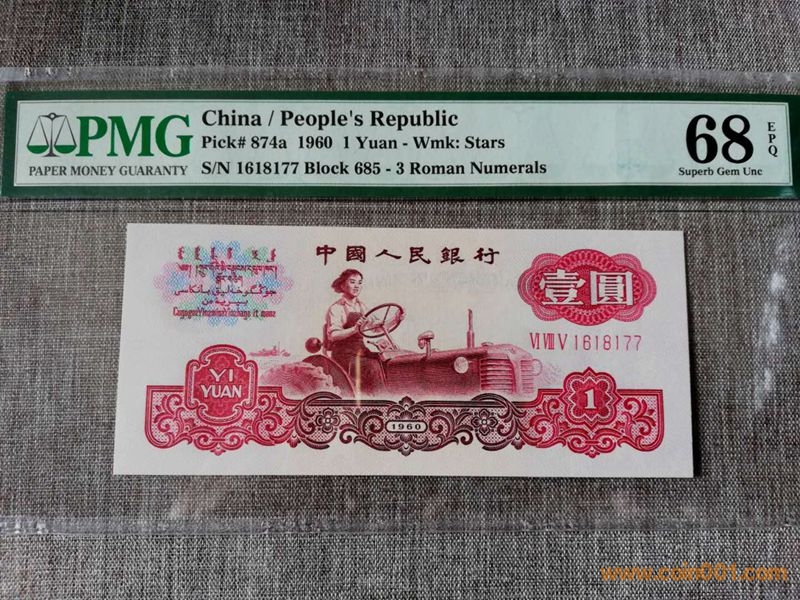 PMG
PAPER MONEY GUARANTY
China / People's Republic
Pick# 874a 1960 1 Yuan - Wmk: Stars
S/N 1618177 Block 685 - 3 Roman Numerals
68
EPQ
Superb Gem Unc
中國人民銀行
壹圓
VI VIII V 1618177
YI
YUAN
1
1960
www.coin001.com